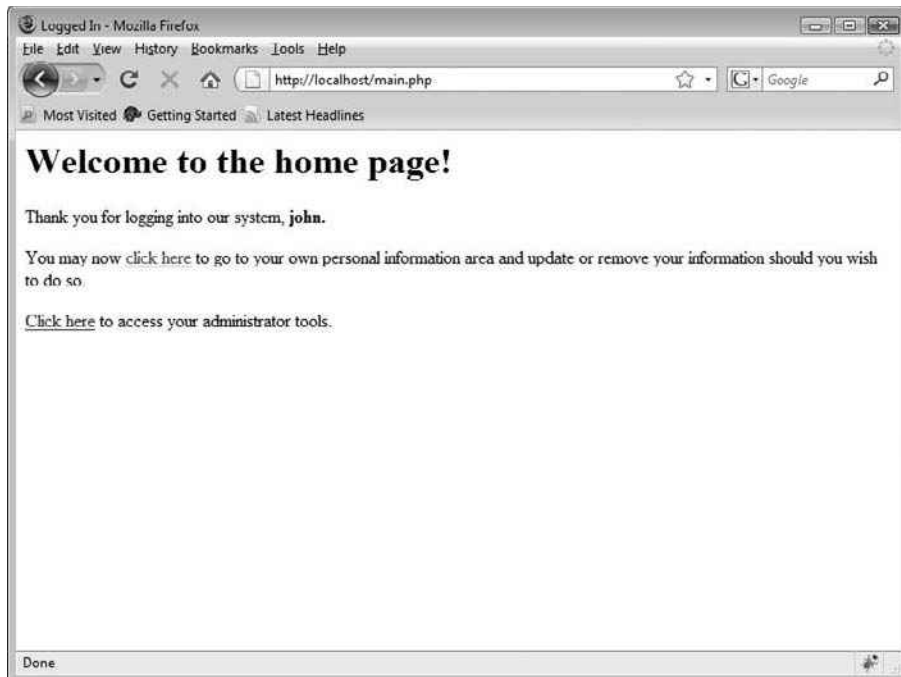 Logged In - Mozilla Firefox
File Edit View History Bookmarks Tools Help
http://localhost/main.php
G Google
Most Visited Getting Started Latest Headlines
Welcome to the home page!
Thank you for logging into our system, john.
You may now click here to go to your own personal information area and update or remove your information should you wish
to do so.
Click here to access your administrator tools.
Done